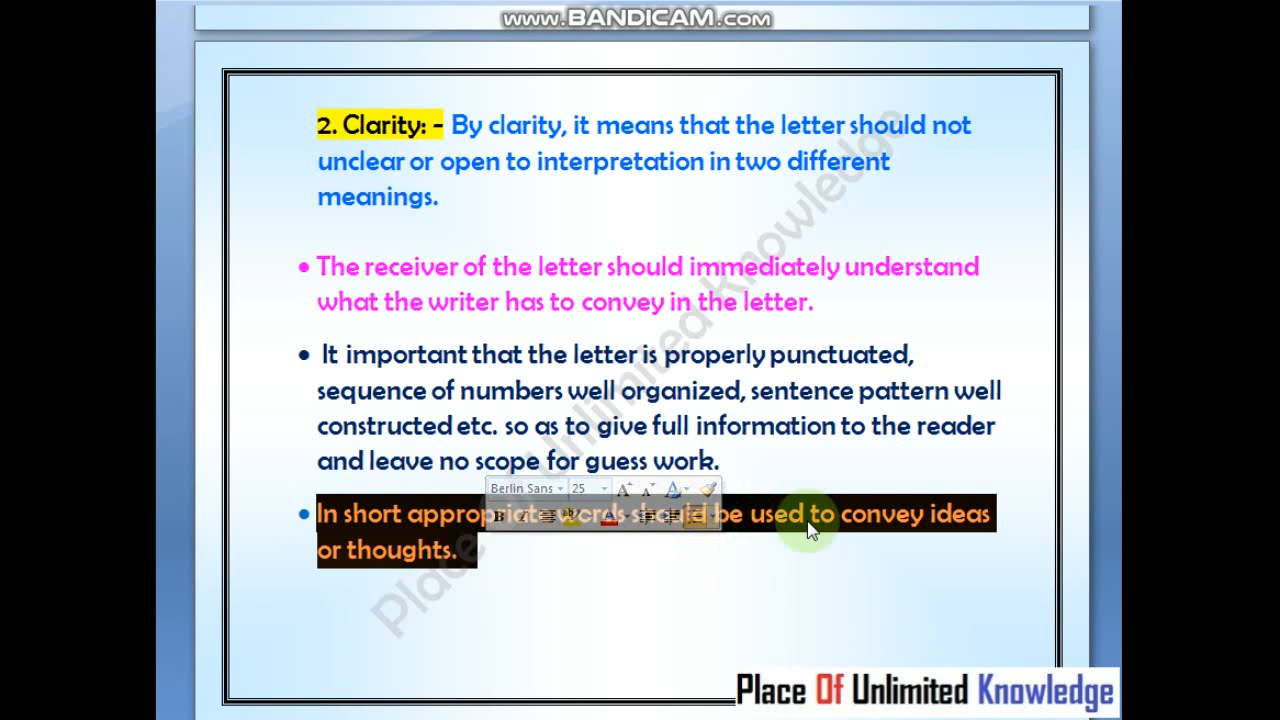 www.BANDICAM.com
2. Clarity: - By clarity, it means that the letter should not
unclear or open to interpretation in two different
meanings.
• The receiver of the letter should immediately understand
what the writer has to convey in the letter.
• It important that the letter is properly punctuated,
sequence of numbers well organized, sentence pattern well
constructed etc. so as to give full information to the reader
and leave no scope for guess work.
Berlin Sans 25
• In short appropriate words should be used to convey ideas
or thoughts.
Place Of Unlimited Knowledge
Place Of Unlimited Knowledge